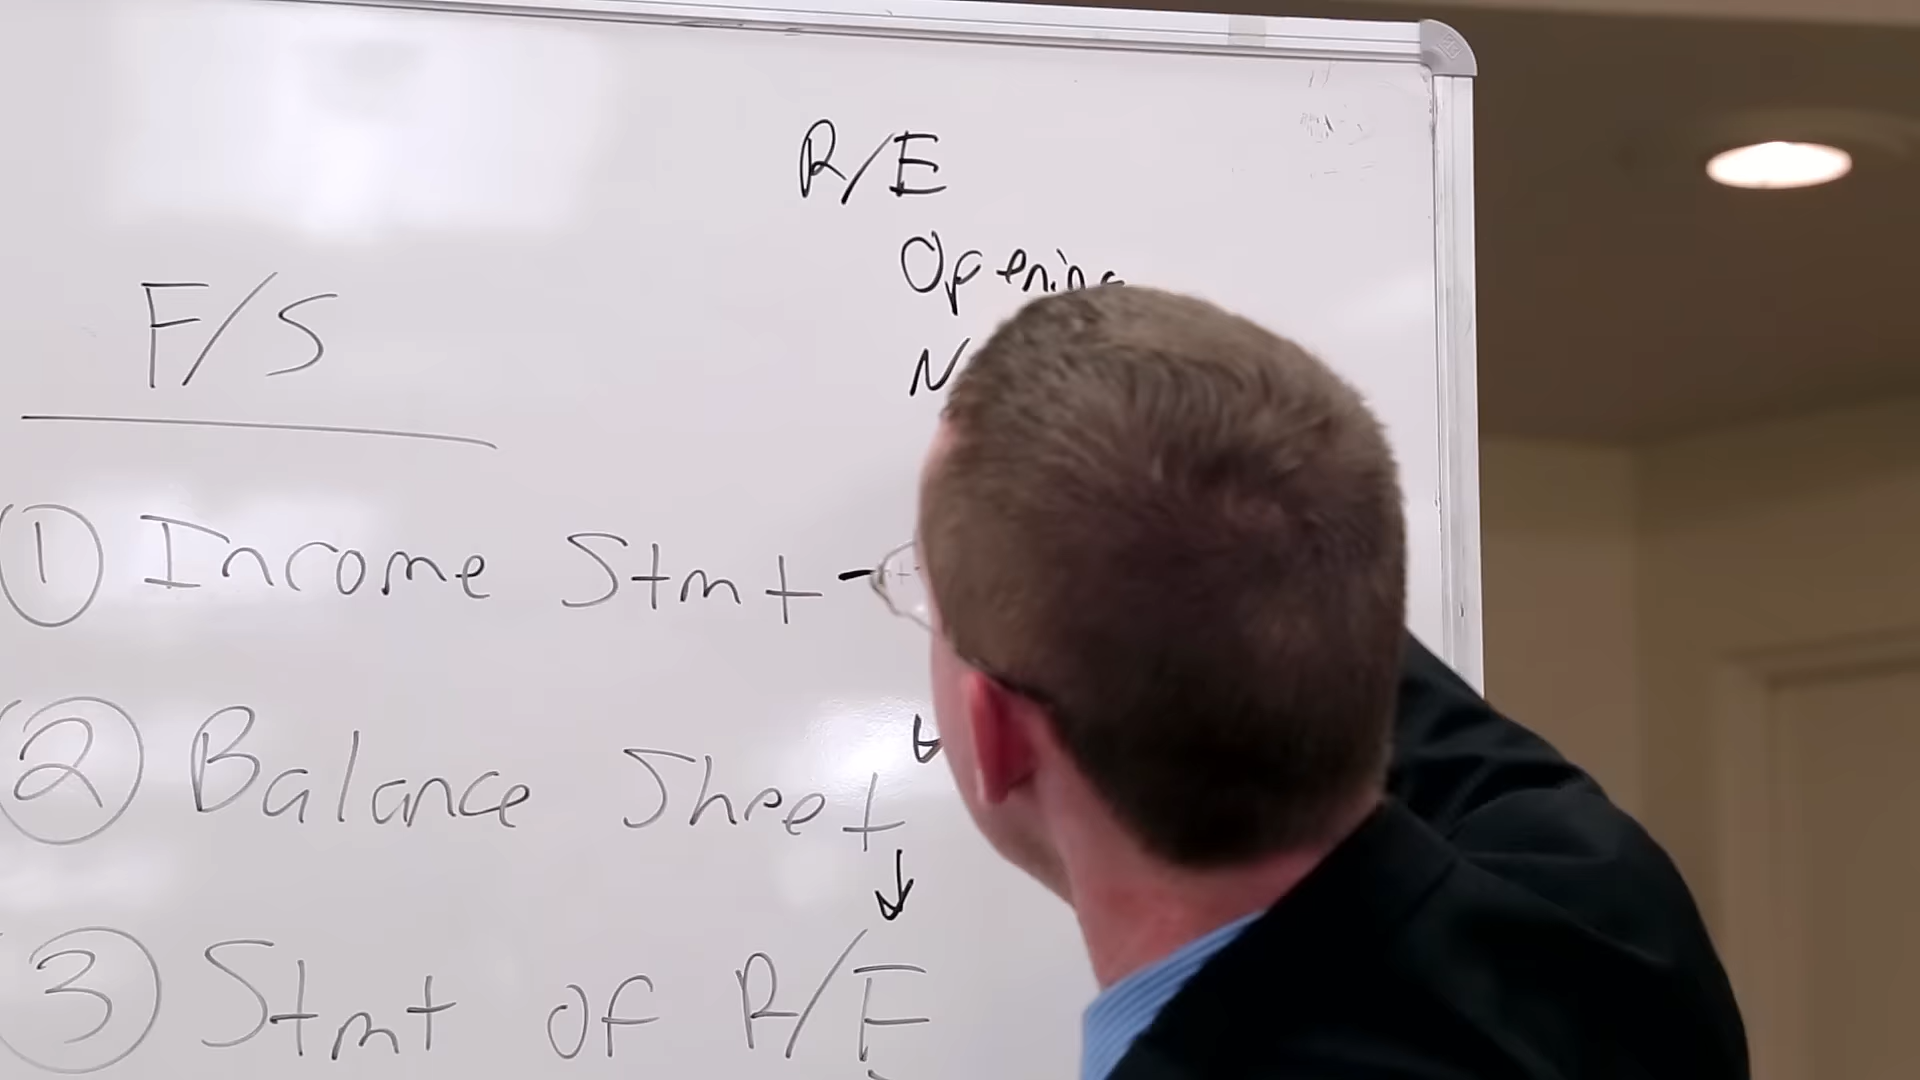 R/E
Opening
F/S
① Income Stmt
② Balance Sheet
③ Stmt of R/E